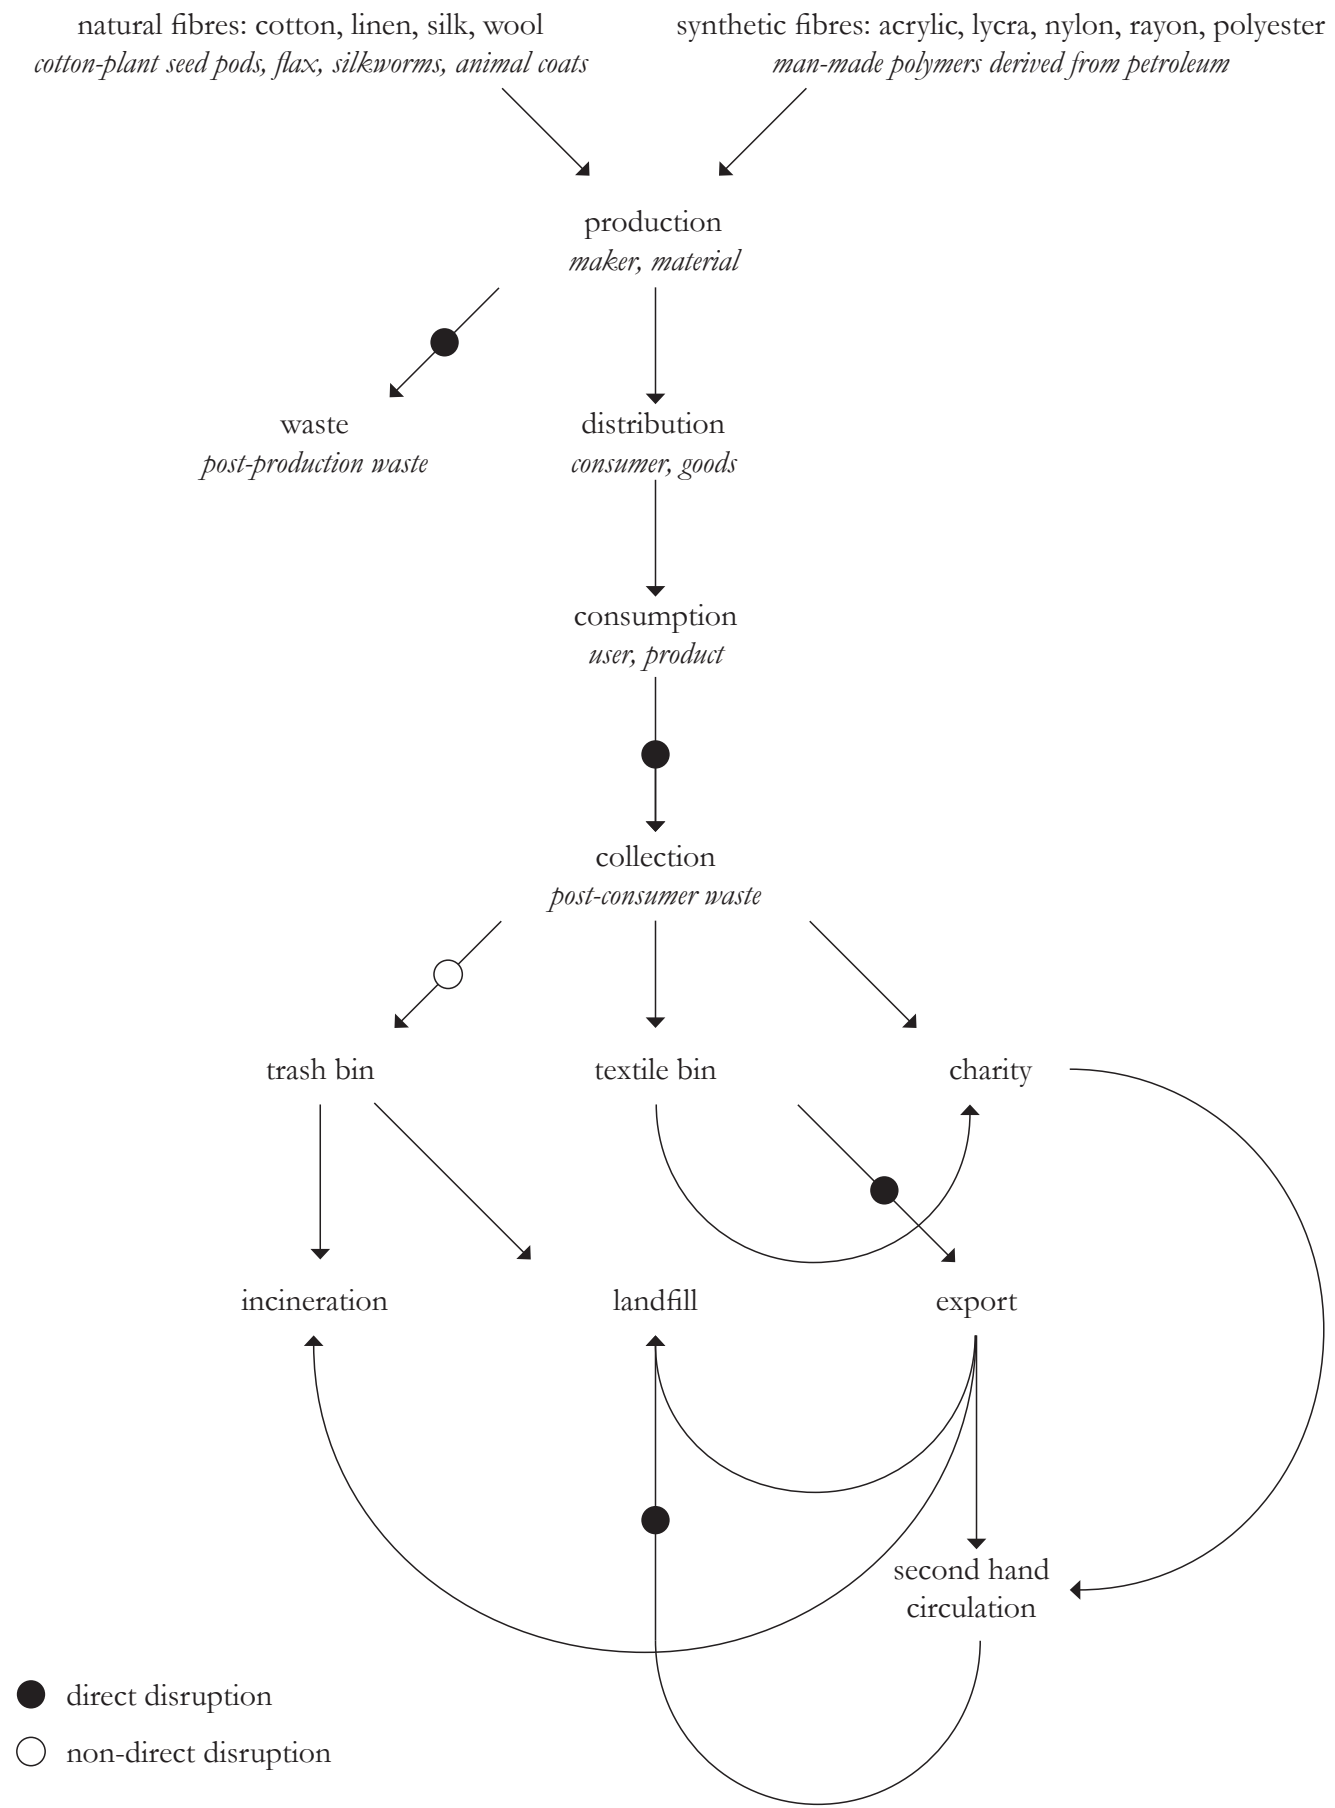 natural fibres: cotton, linen, silk, wool
cotton-plant seed pods, flax, silkworms, animal coats
synthetic fibres: acrylic, lycra, nylon, rayon, polyester
man-made polymers derived from petroleum
production
maker, material
waste
post-production waste
distribution
consumer, goods
consumption
user, product
collection
post-consumer waste
trash bin
textile bin
charity
incineration
landfill
export
second hand
circulation
direct disruption
non-direct disruption